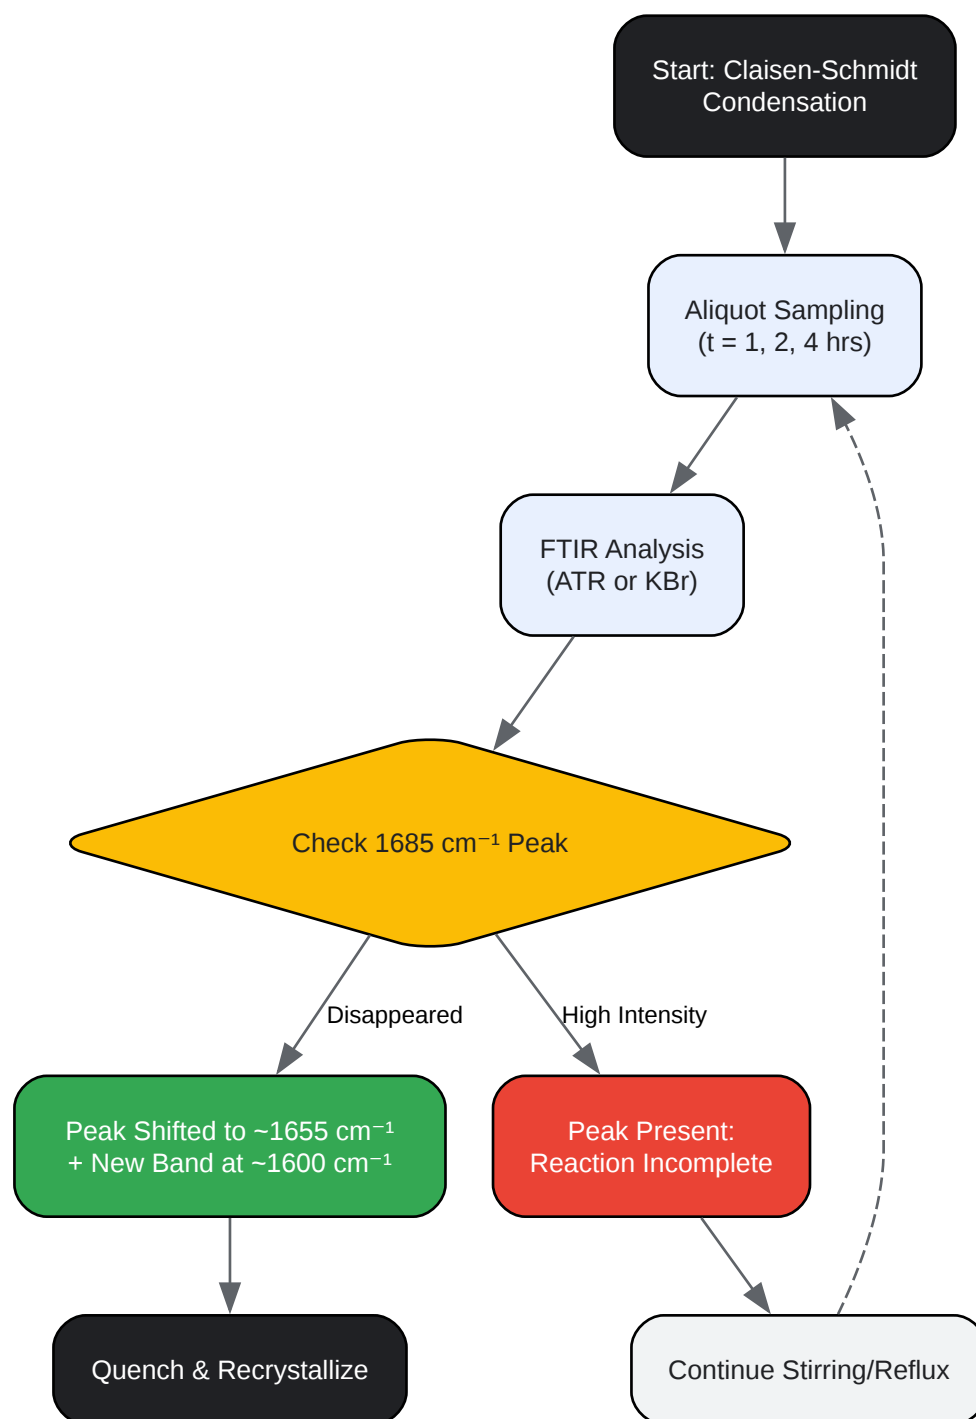 Start: Claisen-Schmidt
Condensation
Aliquot Sampling
(t = 1, 2, 4 hrs)
FTIR Analysis
(ATR or KBr)
Check 1685 cm⁻¹ Peak
Disappeared
High Intensity
Peak Shifted to ~1655 cm⁻¹
+ New Band at ~1600 cm⁻¹
Peak Present:
Reaction Incomplete
Quench & Recrystallize
Continue Stirring/Reflux